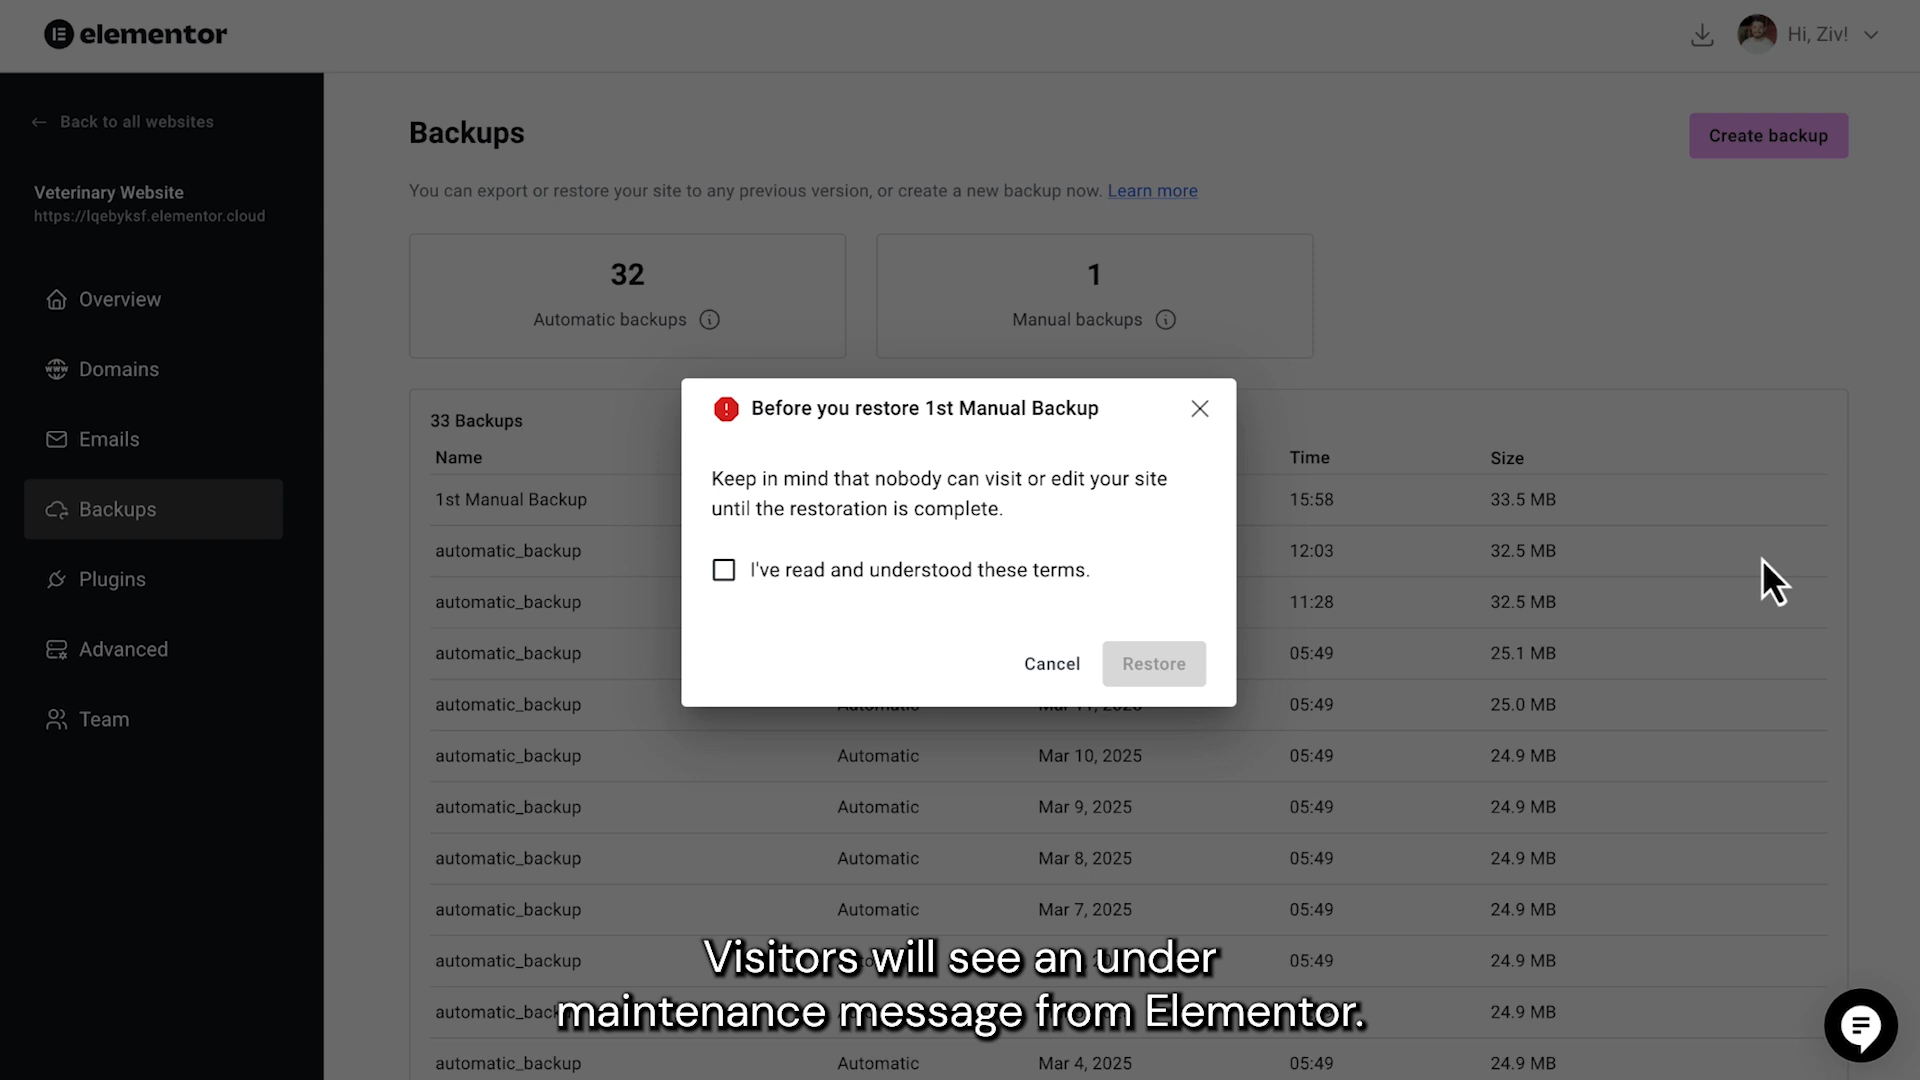 elementor
Hi, Ziv!
Back to all websites
Veterinary Website
https://lqebyksf.elementor.cloud
Overview
Domains
Emails
Backups
Plugins
Advanced
Team
Backups
Create backup
You can export or restore your site to any previous version, or create a new backup now. Learn more
32
Automatic backups
1
Manual backups
33 Backups
Name Time Size
1st Manual Backup 15:58 33.5 MB
automatic_backup 12:03 32.5 MB
automatic_backup 11:28 32.5 MB
automatic_backup 05:49 25.1 MB
automatic_backup Automatic 05:49 25.0 MB
automatic_backup Automatic Mar 10, 2025 05:49 24.9 MB
automatic_backup Automatic Mar 9, 2025 05:49 24.9 MB
automatic_backup Automatic Mar 8, 2025 05:49 24.9 MB
automatic_backup Automatic Mar 7, 2025 05:49 24.9 MB
automatic_backup 05:49 24.9 MB
24.9 MB
automatic_backup Automatic Mar 4, 2025 05:49 24.9 MB
Before you restore 1st Manual Backup
Keep in mind that nobody can visit or edit your site
until the restoration is complete.
I've read and understood these terms.
Cancel
Restore
Visitors will see an under
maintenance message from Elementor.